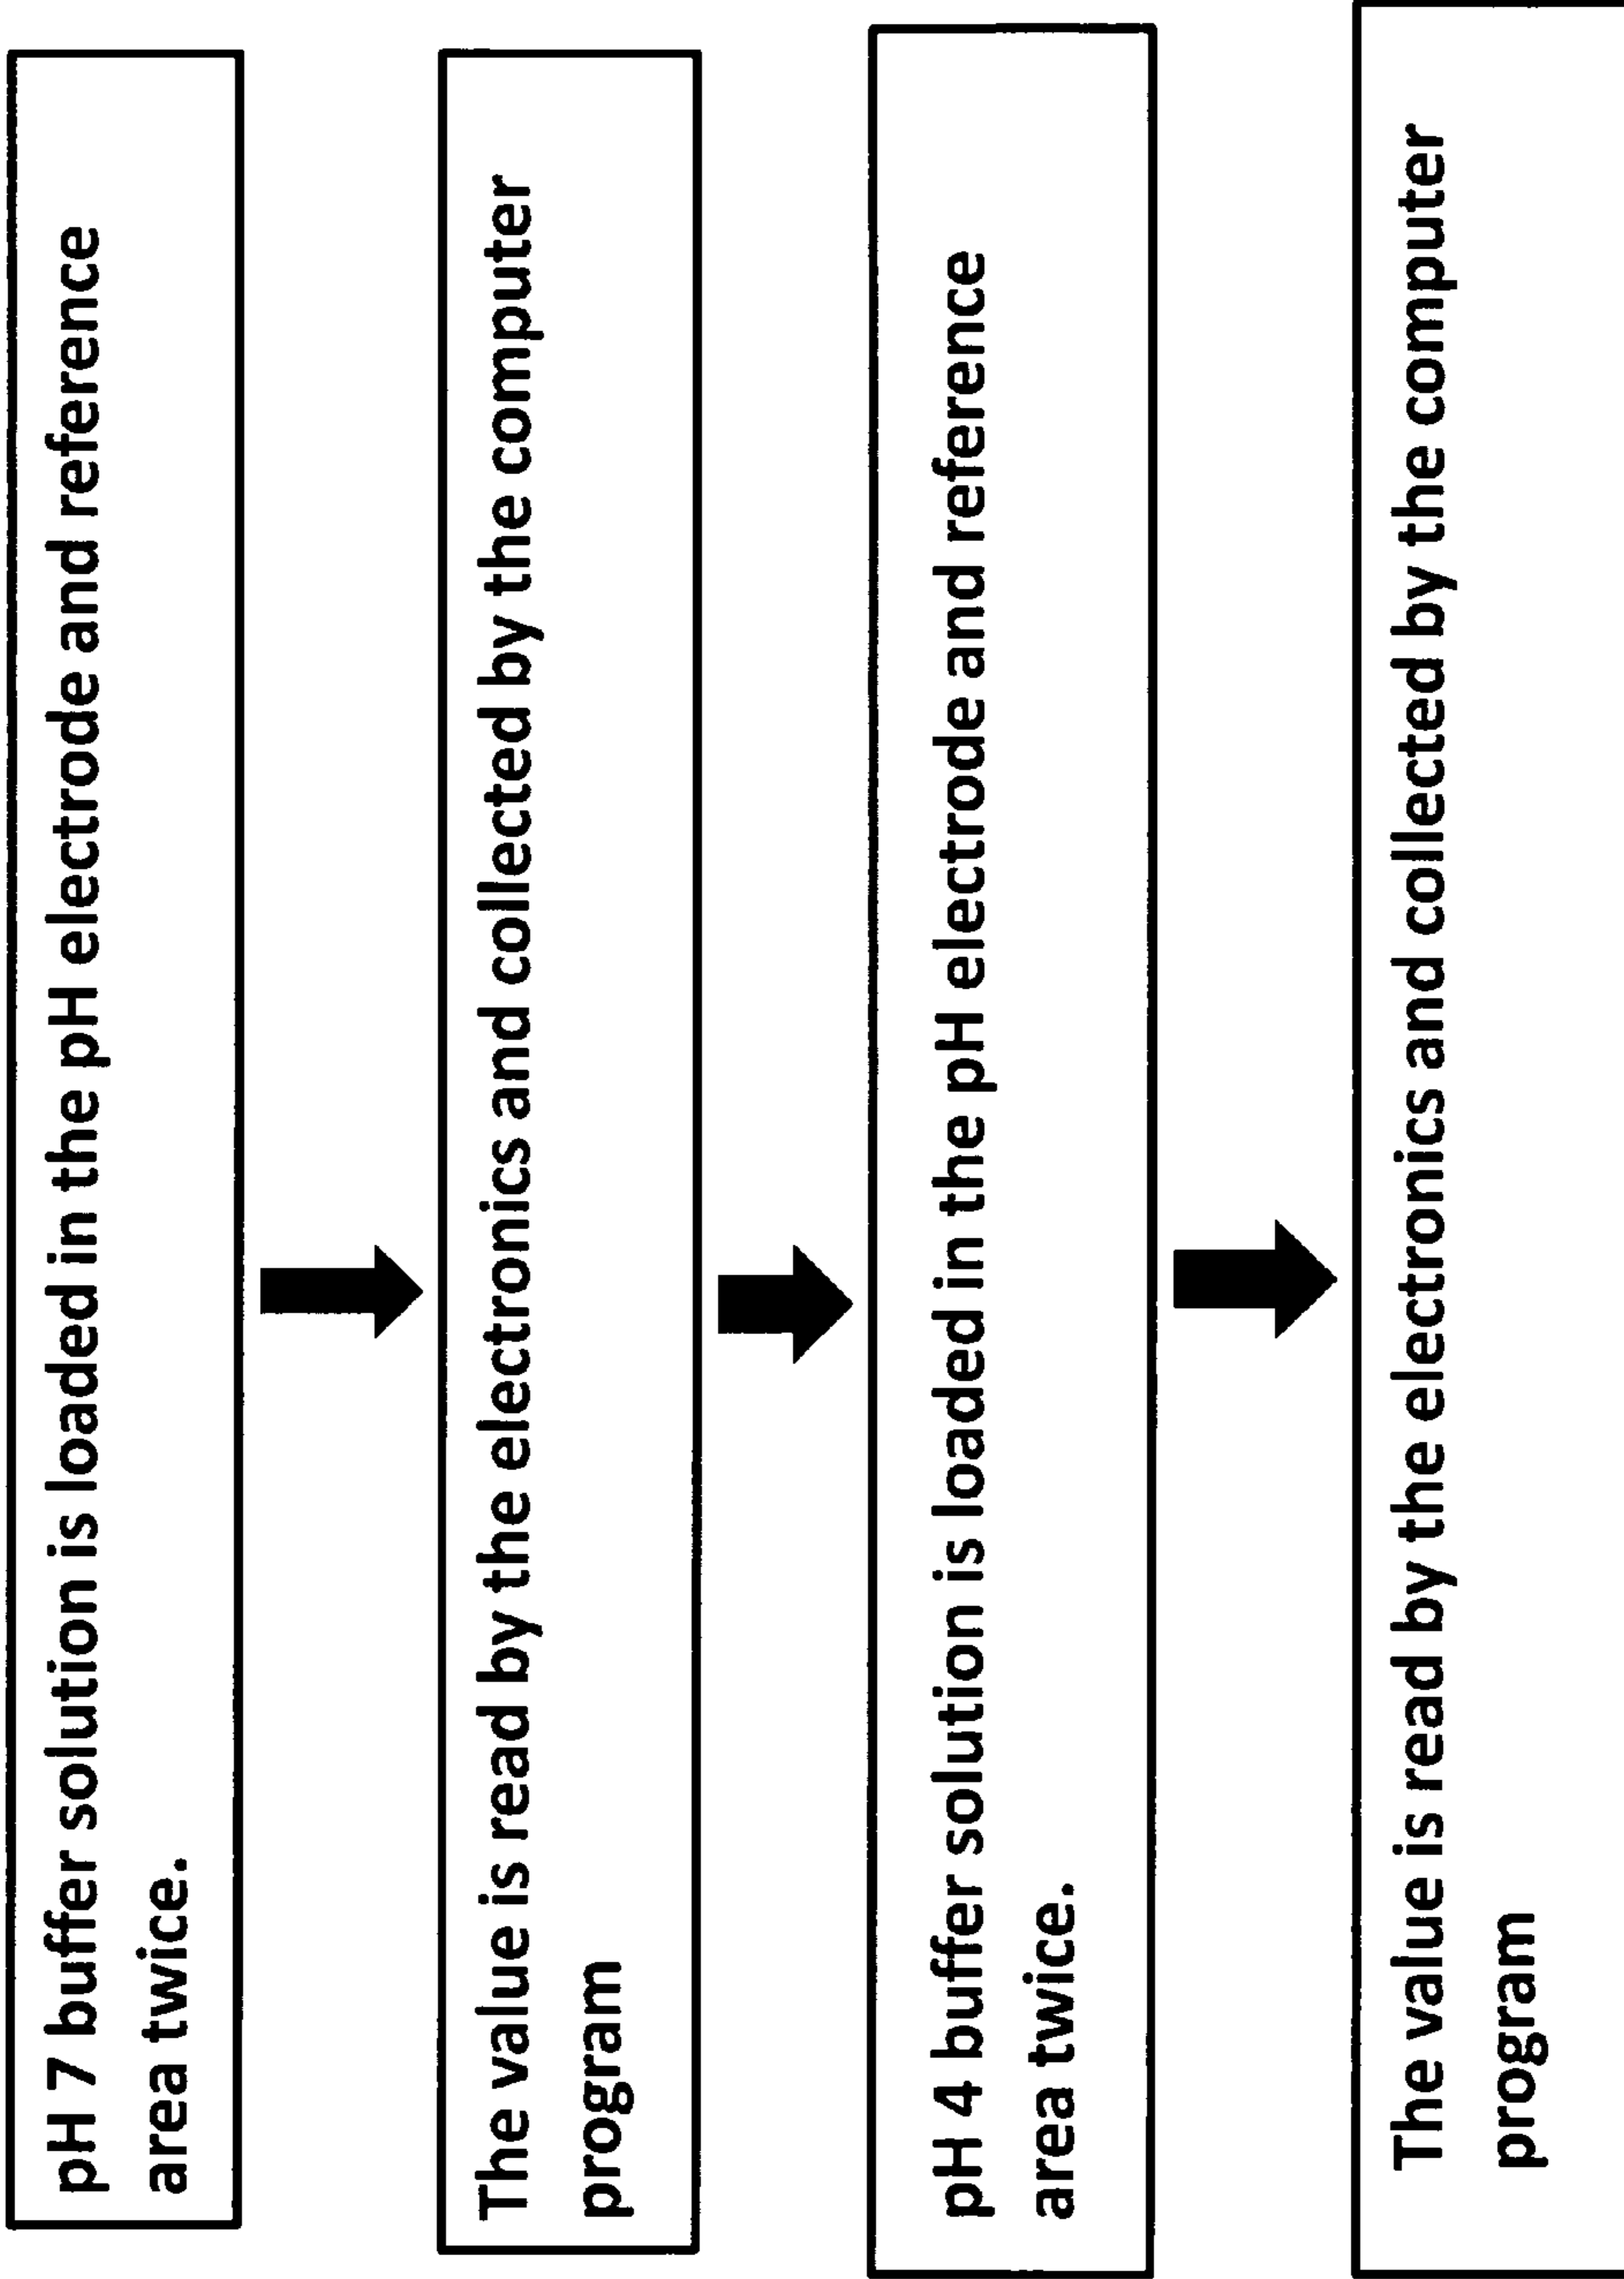 pH 7 buffer solution is loaded in the pH electrode and reference
area twice.
The value is read by the electronics and collected by the computer
program
pH 4 buffer solution is loaded in the pH electrode and reference
area twice.
The value is read by the electronics and collected by the computer
program